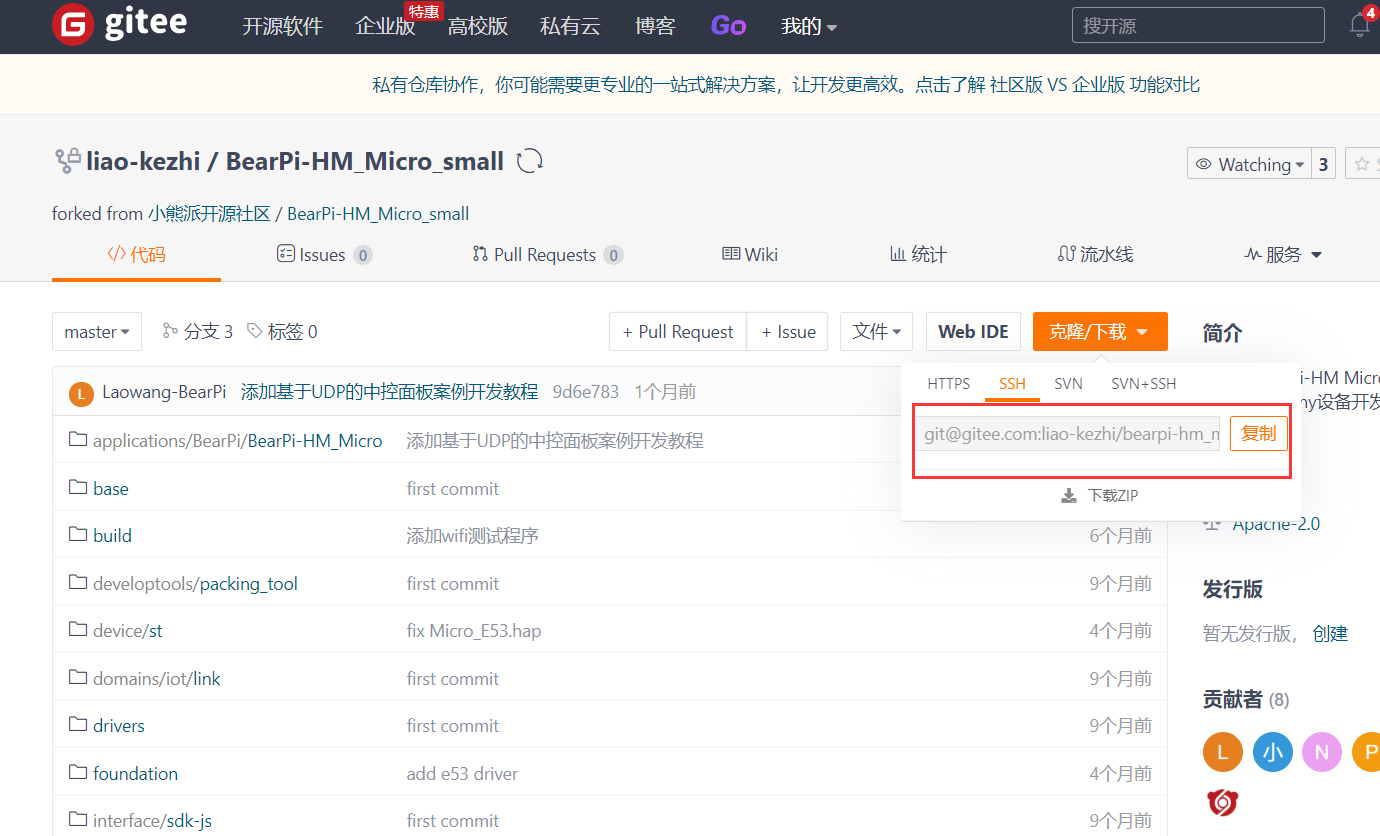 gitee 开源软件 企业版 特惠 高校版 私有云 博客 Go 我的 搜开源 4
私有仓库协作，你可能需要更专业的一站式解决方案，让开发更高效。点击了解 社区版 VS 企业版 功能对比
liao-kezhi / BearPi-HM_Micro_small Watching 3
forked from 小熊派开源社区 / BearPi-HM_Micro_small
代码 Issues 0 Pull Requests 0 Wiki 统计 流水线 服务
master 分支 3 标签 0 + Pull Request + Issue 文件 Web IDE 克隆/下载 简介
HTTPS SSH SVN SVN+SSH
i-HM Micro
ny设备开发
L Laowang-BearPi 添加基于UDP的中控面板案例开发教程 9d6e783 1个月前
git@gitee.com:liao-kezhi/bearpi-hm_m 复制
applications/BearPi/BearPi-HM_Micro 添加基于UDP的中控面板案例开发教程
base first commit
下载ZIP
Apache-2.0
build 添加wifi测试程序 6个月前
developtools/packing_tool first commit 9个月前
发行版
device/st fix Micro_E53.hap 4个月前
暂无发行版， 创建
domains/iot/link first commit 9个月前
贡献者 (8)
drivers first commit 9个月前
L 小 N P
foundation add e53 driver 4个月前
interface/sdk-js first commit 9个月前